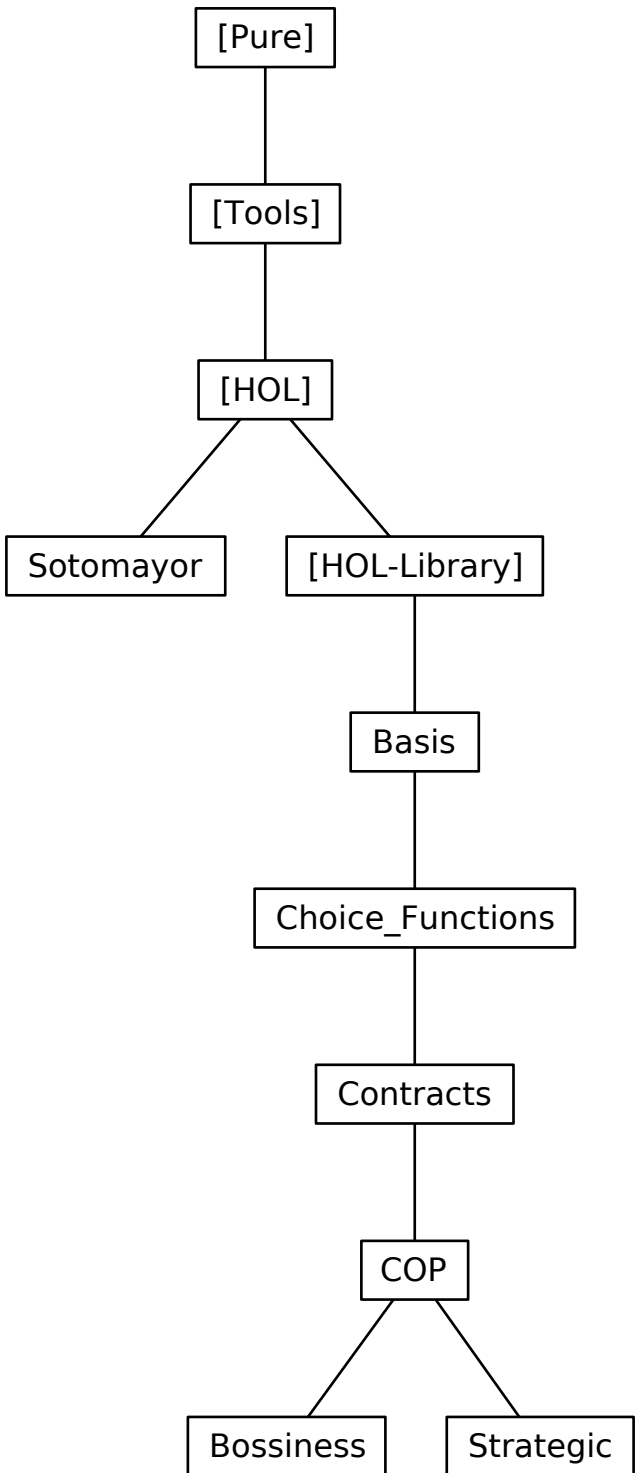 [Pure]
[Tools]
[HOL]
Sotomayor
[HOL-Library]
Basis
Choice_Functions
Contracts
COP
Bossiness
Strategic